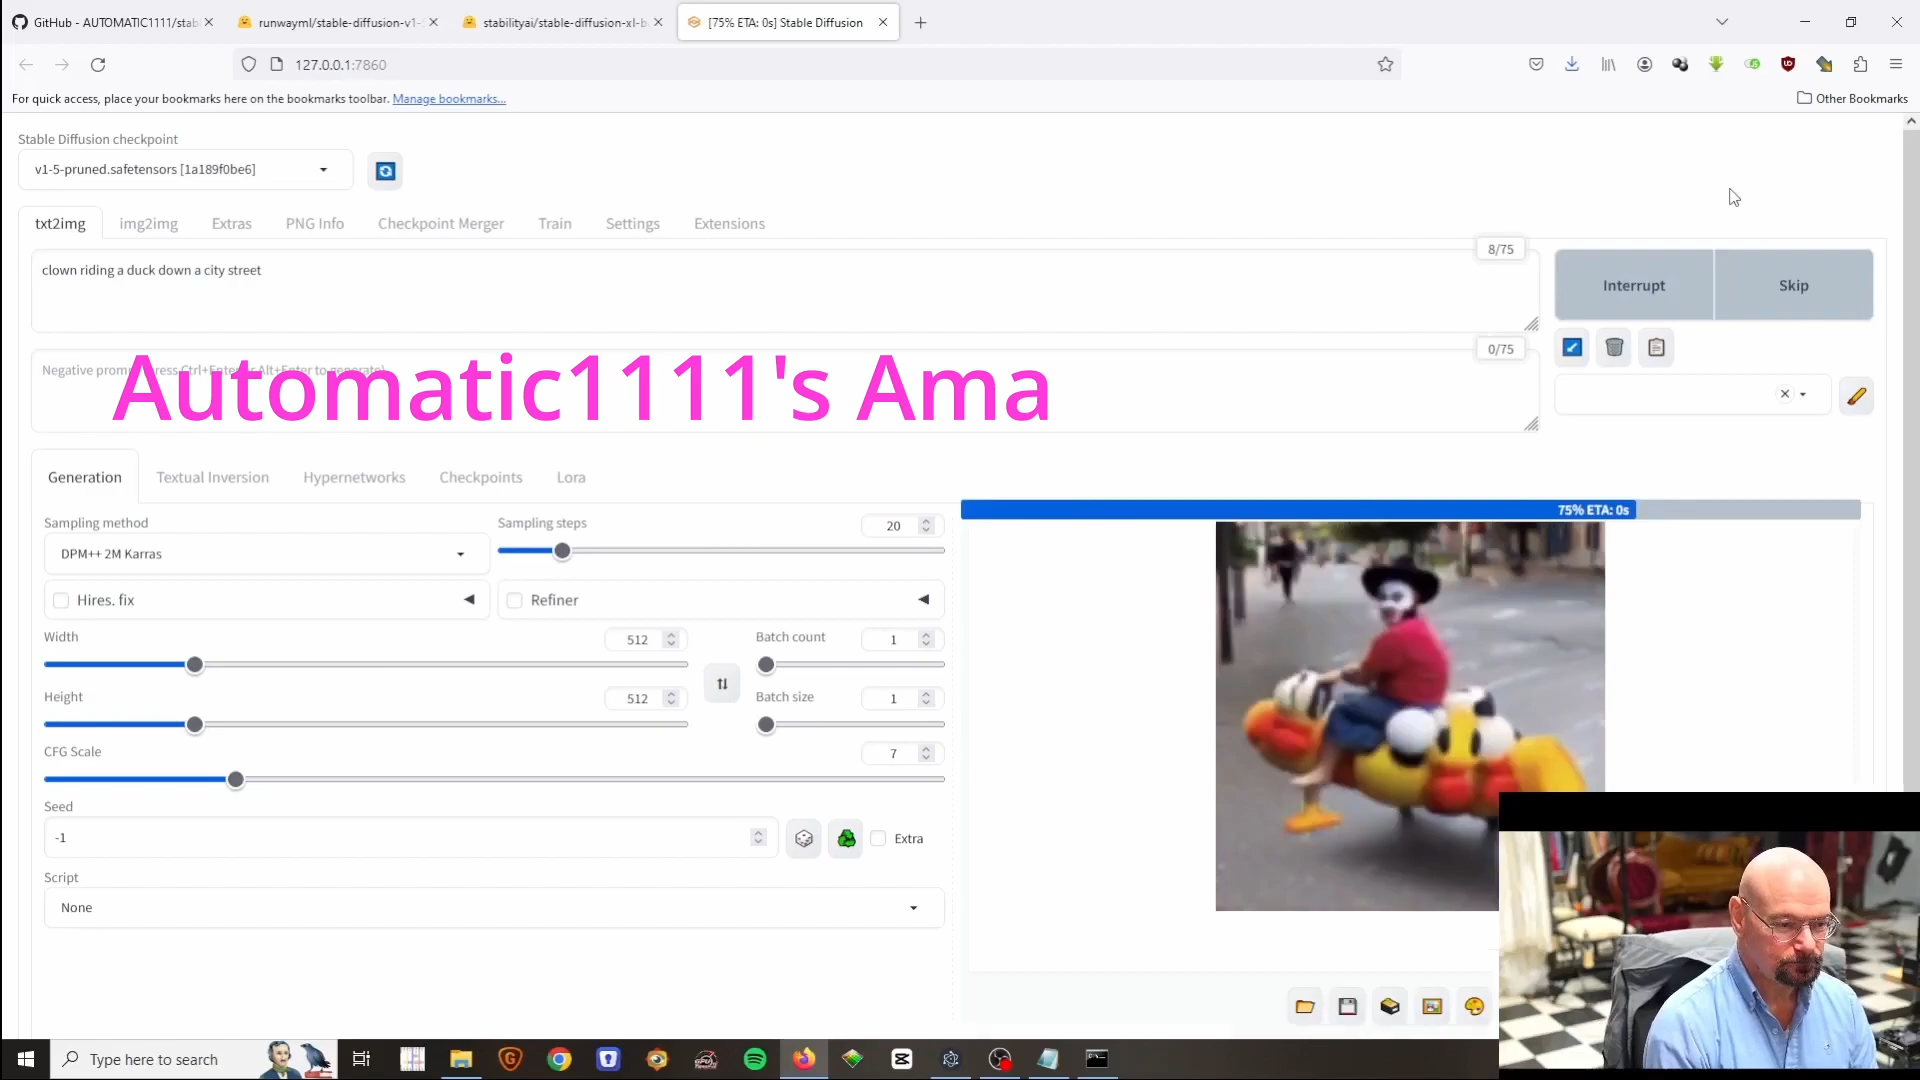 GitHub - AUTOMATIC1111/stab
runwayml/stable-diffusion-v1-
stabilityai/stable-diffusion-xl-b
[75% ETA: 0s] Stable Diffusion
127.0.0.1:7860
For quick access, place your bookmarks here on the bookmarks toolbar. Manage bookmarks...
Other Bookmarks
Stable Diffusion checkpoint
v1-5-pruned.safetensors [1a189f0be6]
txt2img img2img Extras PNG Info Checkpoint Merger Train Settings Extensions
8/75
clown riding a duck down a city street
Interrupt Skip
0/75
Automatic1111's Ama
Generation Textual Inversion Hypernetworks Checkpoints Lora
75% ETA: 0s
Sampling method
DPM++ 2M Karras
Sampling steps
20
Hires. fix
Refiner
Width
512
Batch count
1
Height
512
Batch size
1
CFG Scale
7
Seed
-1
Extra
Script
None
Type here to search